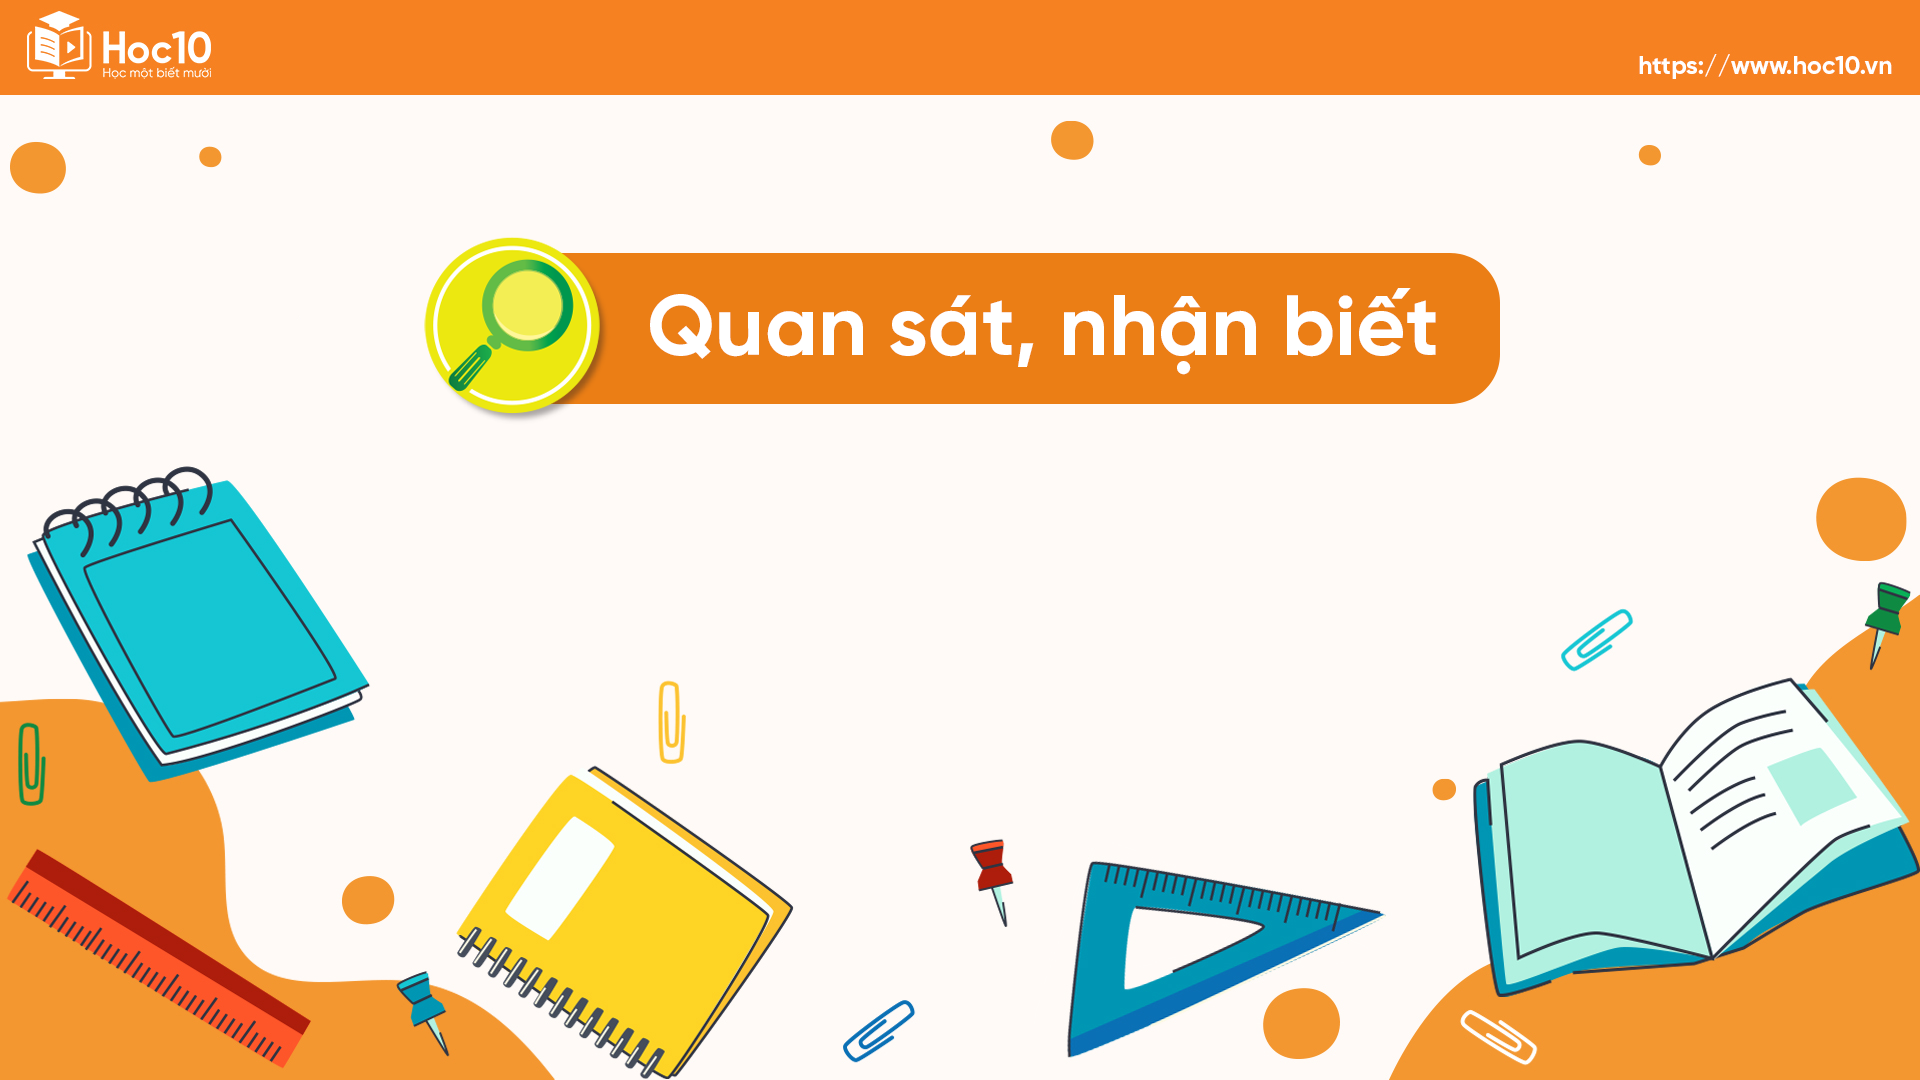 Hoc10
Học một biết mười
https://www.hoc10.vn
Quan sát, nhận biết